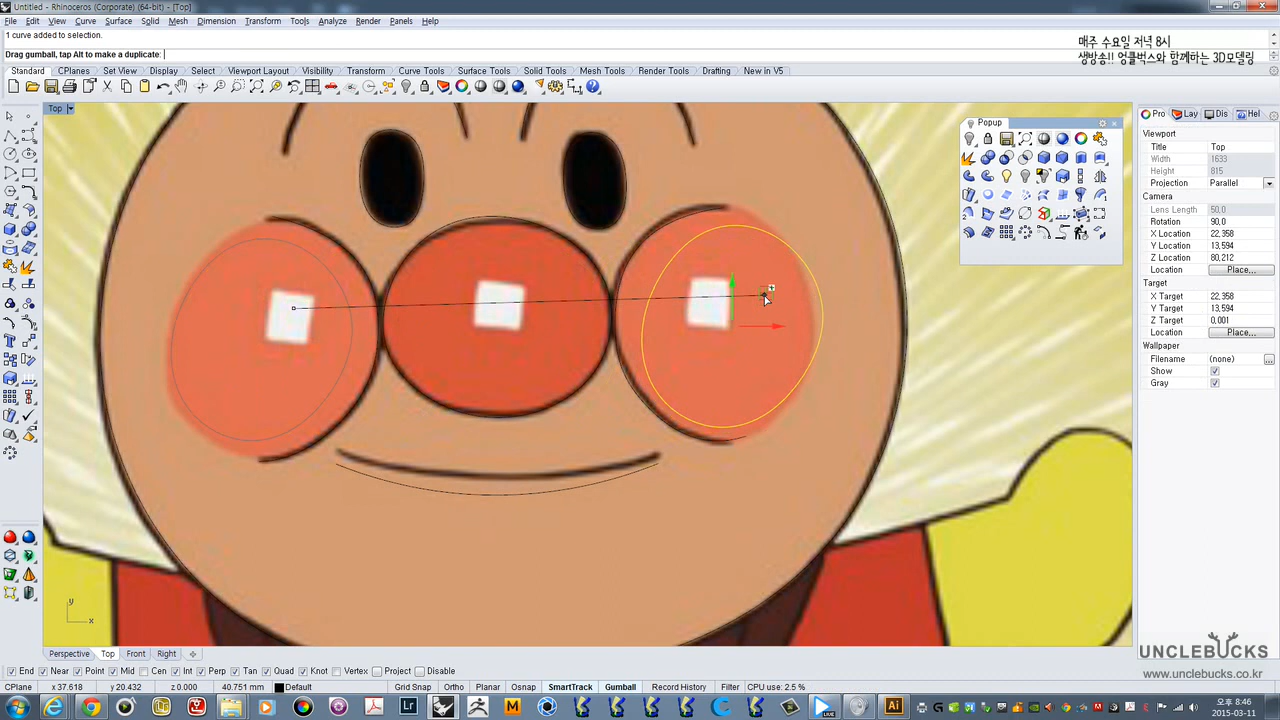 Untitled - Rhinoceros (Corporate) (64-bit) - [Top]
File Edit View Curve Surface Solid Mesh Dimension Transform Tools Analyze Render Panels Help
1 curve added to selection.
Drag gumball, tap Alt to make a duplicate:
매주 수요일 저녁 8시
생방송!! 엉클벅스와 함께하는 3D모델링
Standard CPlanes Set View Display Select Viewport Layout Visibility Transform Curve Tools Surface Tools Solid Tools Mesh Tools Render Tools Drafting New in V5
Top
Popup
Pro Lay Dis Hel
Viewport
Title Top
Width 1633
Height 815
Projection Parallel
Camera
Lens Length 50,0
Rotation 90,0
X Location 22,358
Y Location 13,594
Z Location 80,212
Location Place...
Target
X Target 22,358
Y Target 13,594
Z Target 0,001
Location Place...
Wallpaper
Filename (none)
Show
Gray
y
x
Perspective Top Front Right
End Near Point Mid Cen Int Perp Tan Quad Knot Vertex Project Disable
CPlane x 37.618 y 20.432 z 0.000 40.751 mm Default Grid Snap Ortho Planar Osnap SmartTrack Gumball Record History Filter CPU use: 2.5 %
UNCLEBUCKS
www.unclebucks.co.kr
Lr
M
LIVE
Ai
오후 8:46
2015-03-11